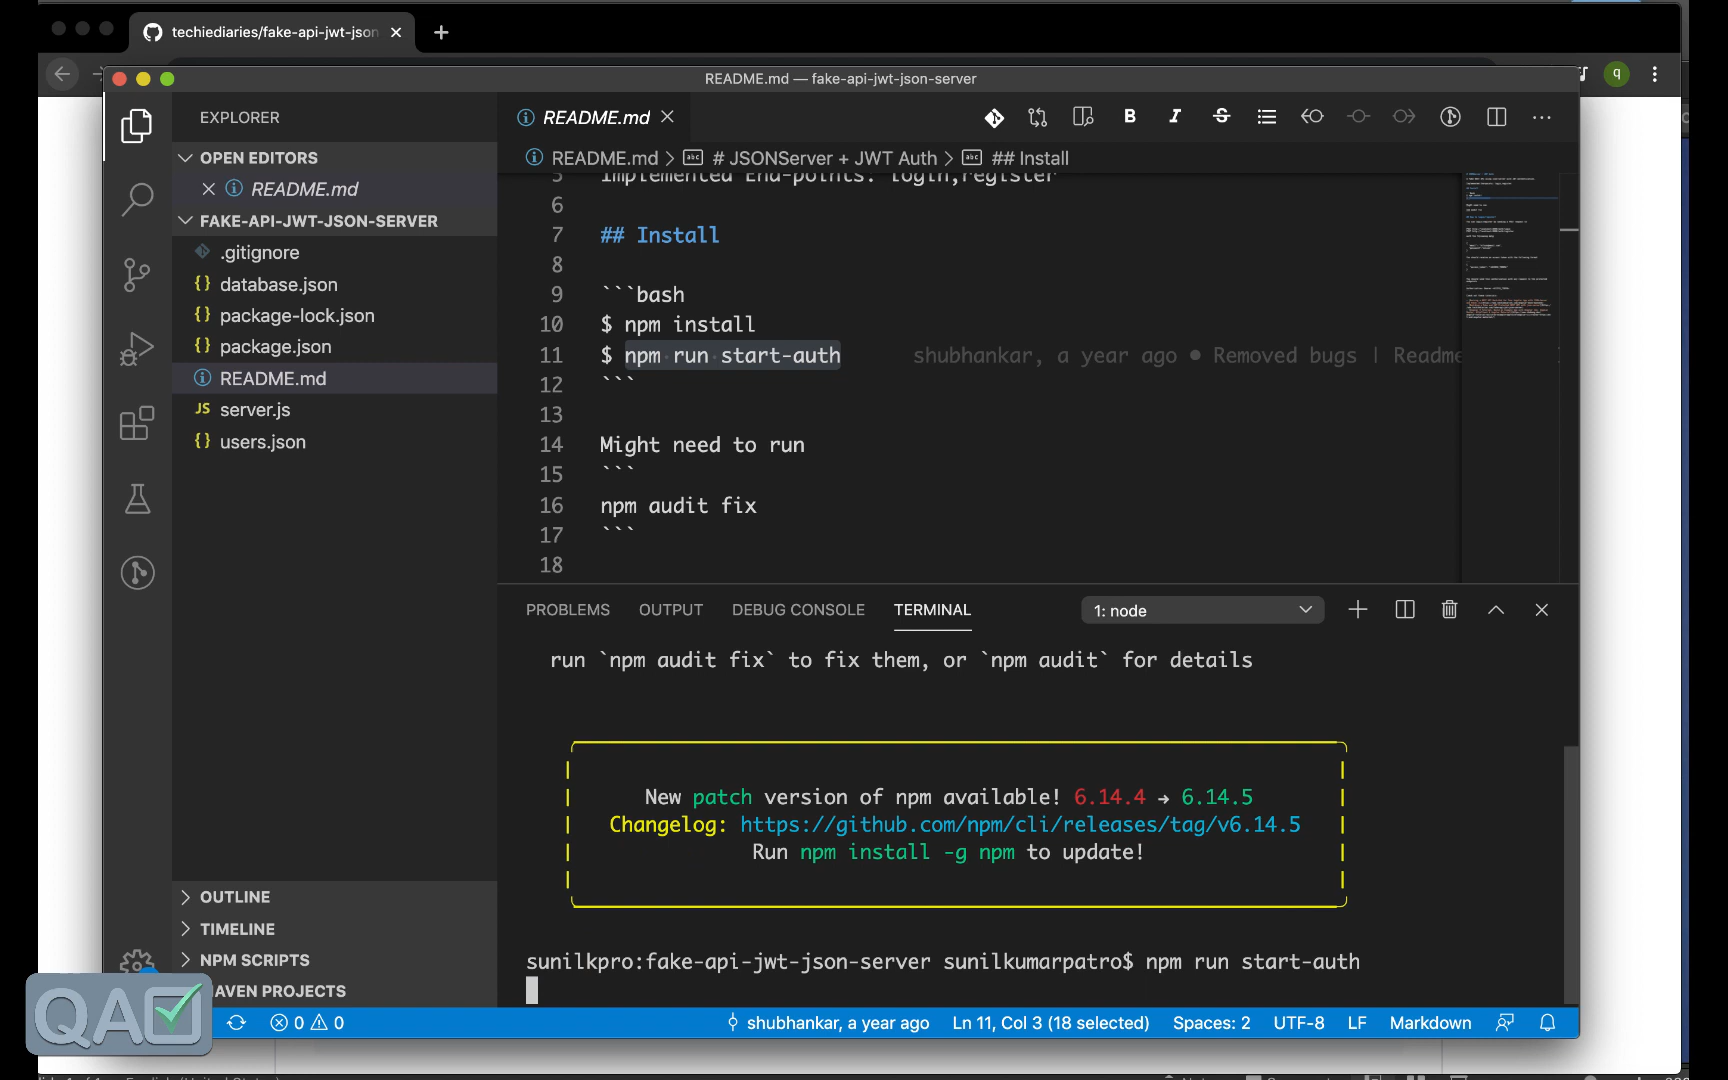 techiediaries/fake-api-jwt-json
q
README.md — fake-api-jwt-json-server
EXPLORER
OPEN EDITORS
README.md
FAKE-API-JWT-JSON-SERVER
.gitignore
database.json
package-lock.json
package.json
README.md
server.js
users.json
OUTLINE
TIMELINE
NPM SCRIPTS
MAVEN PROJECTS
README.md
README.md > # JSONServer + JWT Auth > ## Install
5 Implemented End-points: login,register
6
7 ## Install
8
9 ```bash
10 $ npm install
11 $ npm run start-auth shubhankar, a year ago • Removed bugs | Readme
12 ```
13
14 Might need to run
15 ```
16 npm audit fix
17 ```
18
PROBLEMS OUTPUT DEBUG CONSOLE TERMINAL 1: node
run `npm audit fix` to fix them, or `npm audit` for details
New patch version of npm available! 6.14.4 → 6.14.5
Changelog: https://github.com/npm/cli/releases/tag/v6.14.5
Run npm install -g npm to update!
sunilkpro:fake-api-jwt-json-server sunilkumarpatro$ npm run start-auth
QA
0 0 shubhankar, a year ago Ln 11, Col 3 (18 selected) Spaces: 2 UTF-8 LF Markdown